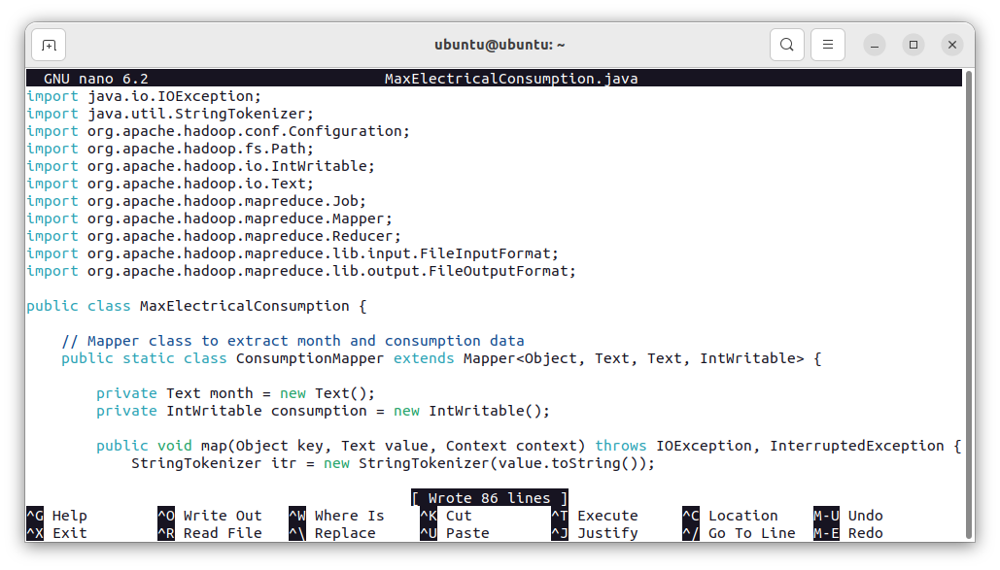 ubuntu@ubuntu: ~
GNU nano 6.2 MaxElectricalConsumption.java
import java.io.IOException;
import java.util.StringTokenizer;
import org.apache.hadoop.conf.Configuration;
import org.apache.hadoop.fs.Path;
import org.apache.hadoop.io.IntWritable;
import org.apache.hadoop.io.Text;
import org.apache.hadoop.mapreduce.Job;
import org.apache.hadoop.mapreduce.Mapper;
import org.apache.hadoop.mapreduce.Reducer;
import org.apache.hadoop.mapreduce.lib.input.FileInputFormat;
import org.apache.hadoop.mapreduce.lib.output.FileOutputFormat;
public class MaxElectricalConsumption {
// Mapper class to extract month and consumption data
public static class ConsumptionMapper extends Mapper<Object, Text, Text, IntWritable> {
private Text month = new Text();
private IntWritable consumption = new IntWritable();
public void map(Object key, Text value, Context context) throws IOException, InterruptedException {
StringTokenizer itr = new StringTokenizer(value.toString());
[ Wrote 86 lines ]
^G Help ^O Write Out ^W Where Is ^K Cut ^T Execute ^C Location M-U Undo
^X Exit ^R Read File ^\ Replace ^U Paste ^J Justify ^/ Go To Line M-E Redo